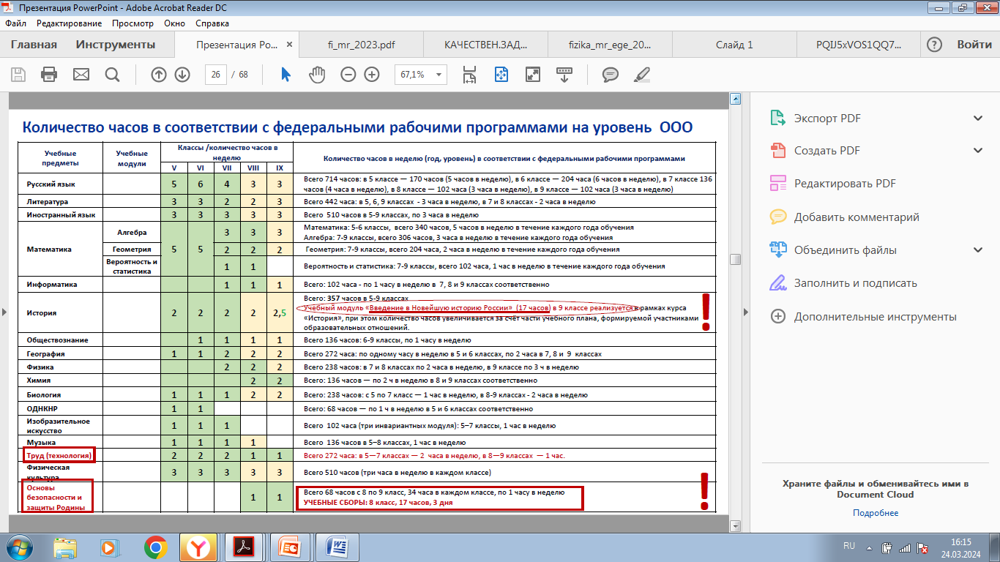 Презентация PowerPoint - Adobe Acrobat Reader DC
Файл Редактирование Просмотр Окно Справка
Главная Инструменты Презентация Ро... × fi_mr_2023.pdf КАЧЕСТВЕН.ЗАД... fizika_mr_ege_20... Слайд 1 PQIJ5xVOS1QQ7... Войти
26 / 68 67,1%
Количество часов в соответствии с федеральными рабочими программами на уровень ООО
Учебные предметы Учебные модули Классы /количество часов в неделю Количество часов в неделю (год, уровень) в соответствии с федеральными рабочими программами
V VI VII VIII IX
Русский язык 5 6 4 3 3 Всего 714 часов: в 5 классе — 170 часов (5 часов в неделю), в 6 классе — 204 часа (6 часов в неделю), в 7 классе 136
часов (4 часа в неделю), в 8 классе — 102 часа (3 часа в неделю), в 9 классе — 102 часа (3 часа в неделю)
Литература 3 3 2 2 3 Всего 442 часа: в 5, 6, 9 классах - 3 часа в неделю, в 7 и 8 классах - 2 часа в неделю
Иностранный язык 3 3 3 3 3 Всего 510 часов в 5-9 классах, по 3 часа в неделю
Математика 5 5
Алгебра 3 3 3 Математика: 5-6 классы, всего 340 часов, 5 часов в неделю в течение каждого года обучения
Алгебра: 7-9 классы, всего 306 часов, 3 часа в неделю в течение каждого года обучения
Геометрия 2 2 2 Геометрия: 7-9 классы, всего 204 часа, 2 часа в неделю в течение каждого года обучения
Вероятность и статистика 1 1 Вероятность и статистика: 7-9 классы, всего 102 часа, 1 час в неделю в течение каждого года обучения
Информатика 1 1 1 Всего: 102 часа - по 1 часу в неделю в 7, 8 и 9 классах соответственно
История 2 2 2 2 2,5 Всего: 357 часов в 5-9 классах
Учебный модуль «Введение в Новейшую историю России» (17 часов) в 9 классе реализуется в рамках курса
«История», при этом количество часов увеличивается за счёт части учебного плана, формируемой участниками
образовательных отношений.
!
Обществознание 1 1 1 1 Всего 136 часов: 6-9 классы, по 1 часу в неделю
География 1 1 2 2 2 Всего 272 часа: по одному часу в неделю в 5 и 6 классах, по 2 часа в 7, 8 и 9 классах
Физика 2 2 2 Всего 238 часов: в 7 и 8 классах по 2 часа в неделю, в 9 классе по 3 ч в неделю
Химия 2 2 Всего: 136 часов — по 2 ч в неделю в 8 и 9 классах соответственно
Биология 1 1 1 2 2 Всего: 238 часов: с 5 по 7 класс — 1 час в неделю, в 8-9 классах - 2 часа в неделю
ОДНКНР 1 1 Всего: 68 часов — по 1 ч в неделю в 5 и 6 классах соответственно
Изобразительное искусство 1 1 1 Всего 102 часа (три инвариантных модуля): 5–7 классы, 1 час в неделю
Музыка 1 1 1 1 Всего 136 часов в 5–8 классах, 1 час в неделю
Труд (технология) 2 2 2 1 1 Всего 272 часа: в 5—7 классах — 2 часа в неделю, в 8—9 классах — 1 час.
Физическая культура 3 3 3 3 3 Всего 510 часов (три часа в неделю в каждом классе)
Основы безопасности и защиты Родины 1 1 Всего 68 часов с 8 по 9 класс, 34 часа в каждом классе, по 1 часу в неделю
УЧЕБНЫЕ СБОРЫ: 8 класс, 17 часов, 3 дня
!
Экспорт PDF
Создать PDF
Редактировать PDF
Добавить комментарий
Объединить файлы
Заполнить и подписать
Дополнительные инструменты
Храните файлы и обменивайтесь ими в
Document Cloud
Подробнее
RU 16:15
24.03.2024